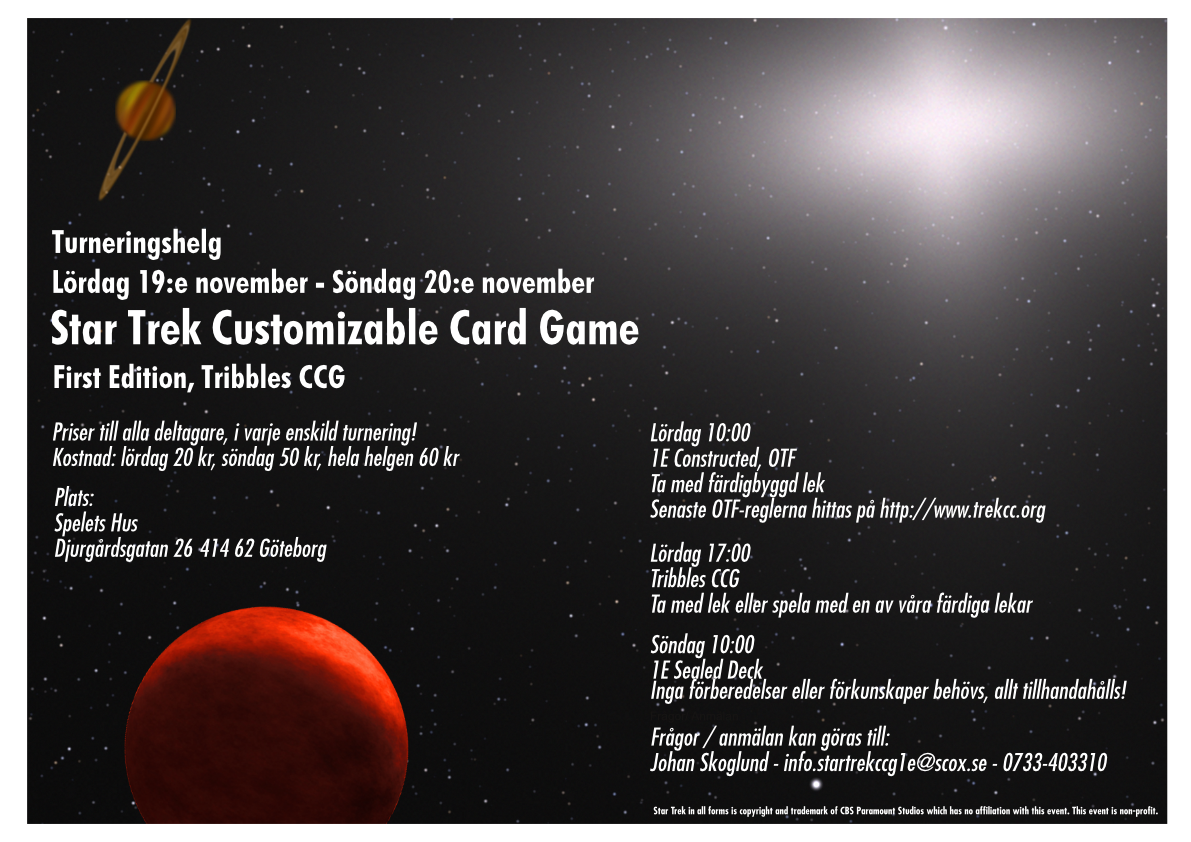 Turneringshelg
Lördag 19:e november - Söndag 20:e november
Star Trek Customizable Card Game
First Edition, Tribbles CCG
Priser till alla deltagare, i varje enskild turnering!
Kostnad: lördag 20 kr, söndag 50 kr, hela helgen 60 kr
Plats:
Spelets Hus
Djurgårdsgatan 26 414 62 Göteborg
Lördag 10:00
1E Constructed, OTF
Ta med färdigbyggd lek
Senaste OTF-reglerna hittas på http://www.trekcc.org
Lördag 17:00
Tribbles CCG
Ta med lek eller spela med en av våra färdiga lekar
Söndag 10:00
1E Sealed Deck
Inga förberedelser eller förkunskaper behövs, allt tillhandahålls!
Frågor / anmälan kan göras till:
Johan Skoglund - info.startrekccg1e@scox.se - 0733-403310
Star Trek in all forms is copyright and trademark of CBS Paramount Studios which has no affiliation with this event. This event is non-profit.